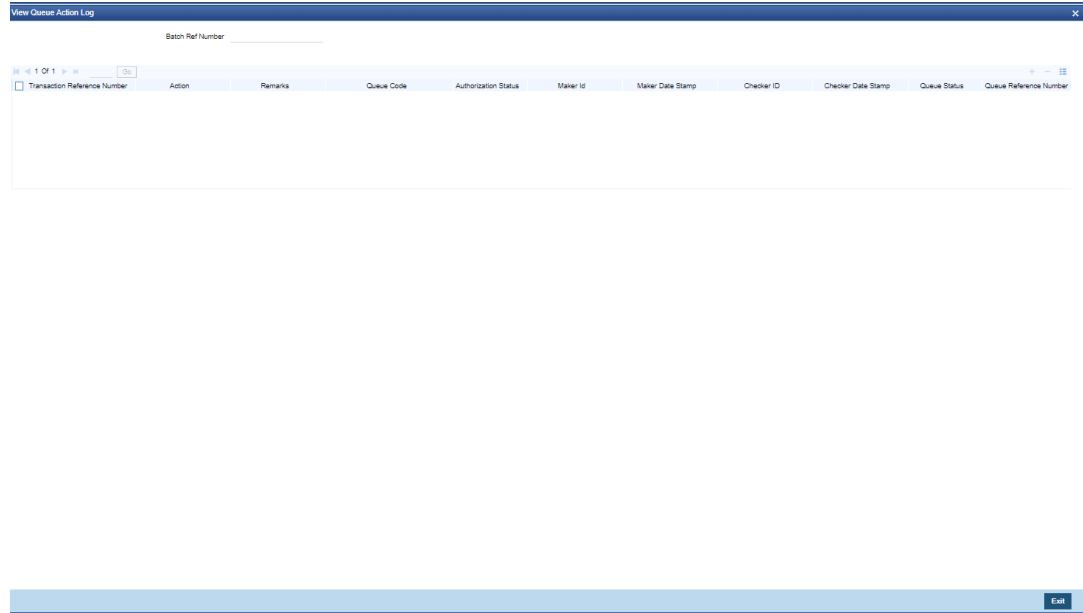 View Queue Action Log
Batch Ref Number
1 Of 1 Go
Transaction Reference Number Action Remarks Queue Code Authorization Status Maker Id Maker Date Stamp Checker ID Checker Date Stamp Queue Status Queue Reference Number
Exit